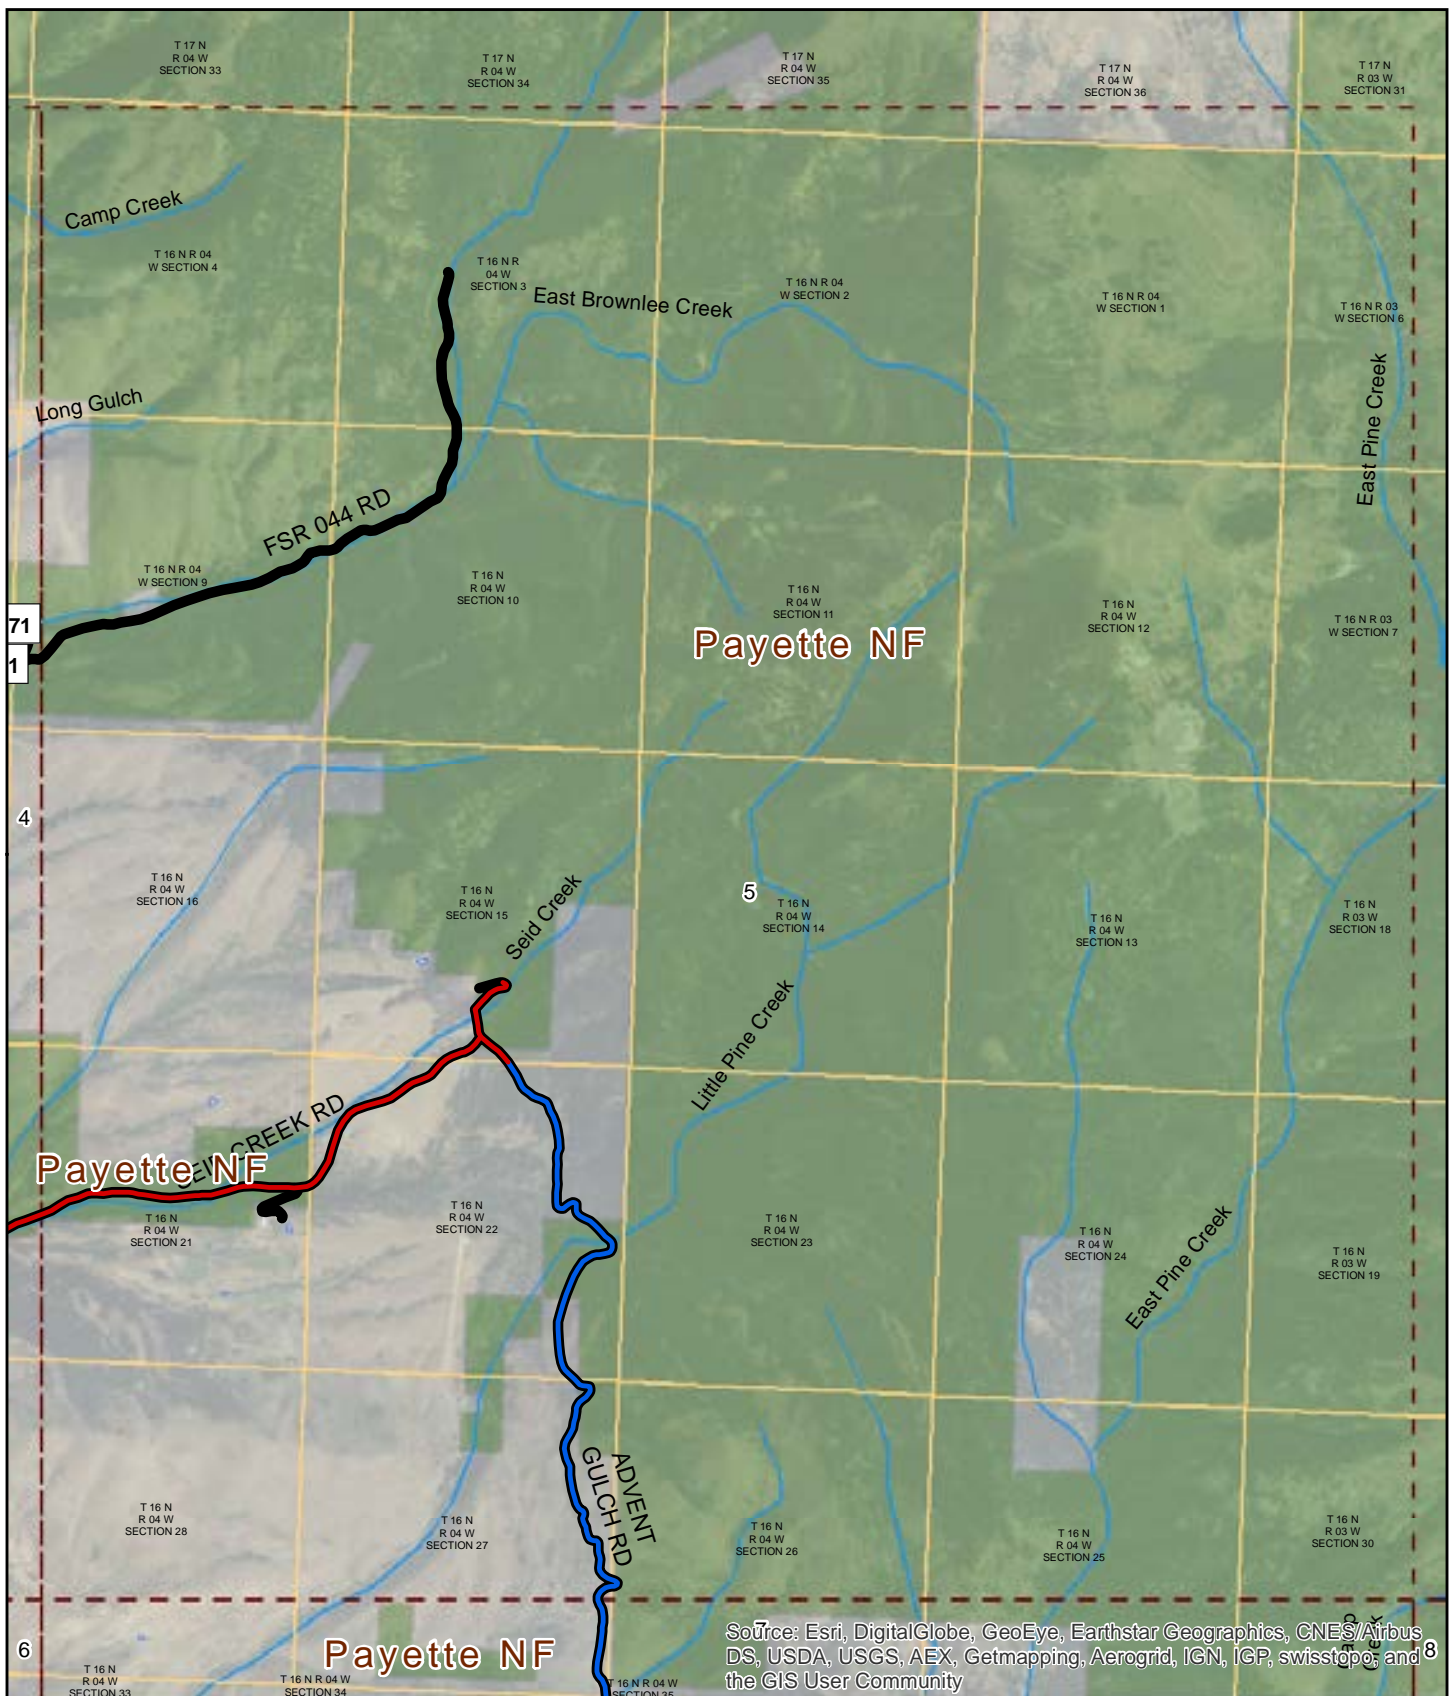 T 17 N
R 04 W
SECTION 33
T 17 N
R 04 W
SECTION 34
T 17 N
R 04 W
SECTION 35
T 17 N
R 04 W
SECTION 36
T 17 N
R 03 W
SECTION 31
Camp Creek
T 16 N R 04
W SECTION 4
T 16 N R
04 W
SECTION 3
East Brownlee Creek
T 16 N R 04
W SECTION 2
T 16 N R 04
W SECTION 1
T 16 N R 03
W SECTION 6
East Pine Creek
Long Gulch
FSR 044 RD
T 16 N R 04
W SECTION 9
T 16 N
R 04 W
SECTION 10
T 16 N
R 04 W
SECTION 11
T 16 N
R 04 W
SECTION 12
T 16 N R 03
W SECTION 7
71
1
Payette NF
4
T 16 N
R 04 W
SECTION 16
T 16 N
R 04 W
SECTION 15
Seid Creek
5
T 16 N
R 04 W
SECTION 14
T 16 N
R 04 W
SECTION 13
T 16 N
R 03 W
SECTION 18
Little Pine Creek
SEID CREEK RD
Payette NF
T 16 N
R 04 W
SECTION 21
T 16 N
R 04 W
SECTION 22
T 16 N
R 04 W
SECTION 23
T 16 N
R 04 W
SECTION 24
East Pine Creek
T 16 N
R 03 W
SECTION 19
ADVENT
GULCH RD
T 16 N
R 04 W
SECTION 28
T 16 N
R 04 W
SECTION 27
T 16 N
R 04 W
SECTION 26
T 16 N
R 04 W
SECTION 25
T 16 N
R 03 W
SECTION 30
6
Payette NF
7
8
Source: Esri, DigitalGlobe, GeoEye, Earthstar Geographics, CNES/Airbus
DS, USDA, USGS, AEX, Getmapping, Aerogrid, IGN, IGP, swisstopo, and
the GIS User Community
T 16 N
R 04 W
SECTION 33
T 16 N R 04 W
SECTION 34
T 16 N R 04 W
SECTION 35